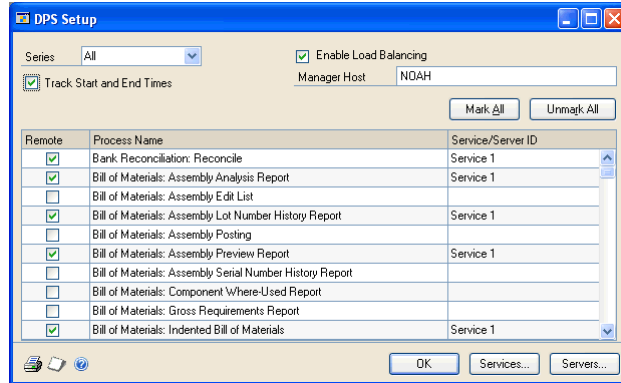 DPS Setup
Series All
Enable Load Balancing
Track Start and End Times
Manager Host NOAH
Mark All Unmark All
Remote Process Name Service/Server ID
Bank Reconciliation: Reconcile Service 1
Bill of Materials: Assembly Analysis Report Service 1
Bill of Materials: Assembly Edit List
Bill of Materials: Assembly Lot Number History Report Service 1
Bill of Materials: Assembly Posting
Bill of Materials: Assembly Preview Report Service 1
Bill of Materials: Assembly Serial Number History Report
Bill of Materials: Component Where-Used Report
Bill of Materials: Gross Requirements Report
Bill of Materials: Indented Bill of Materials Service 1
OK Services... Servers...